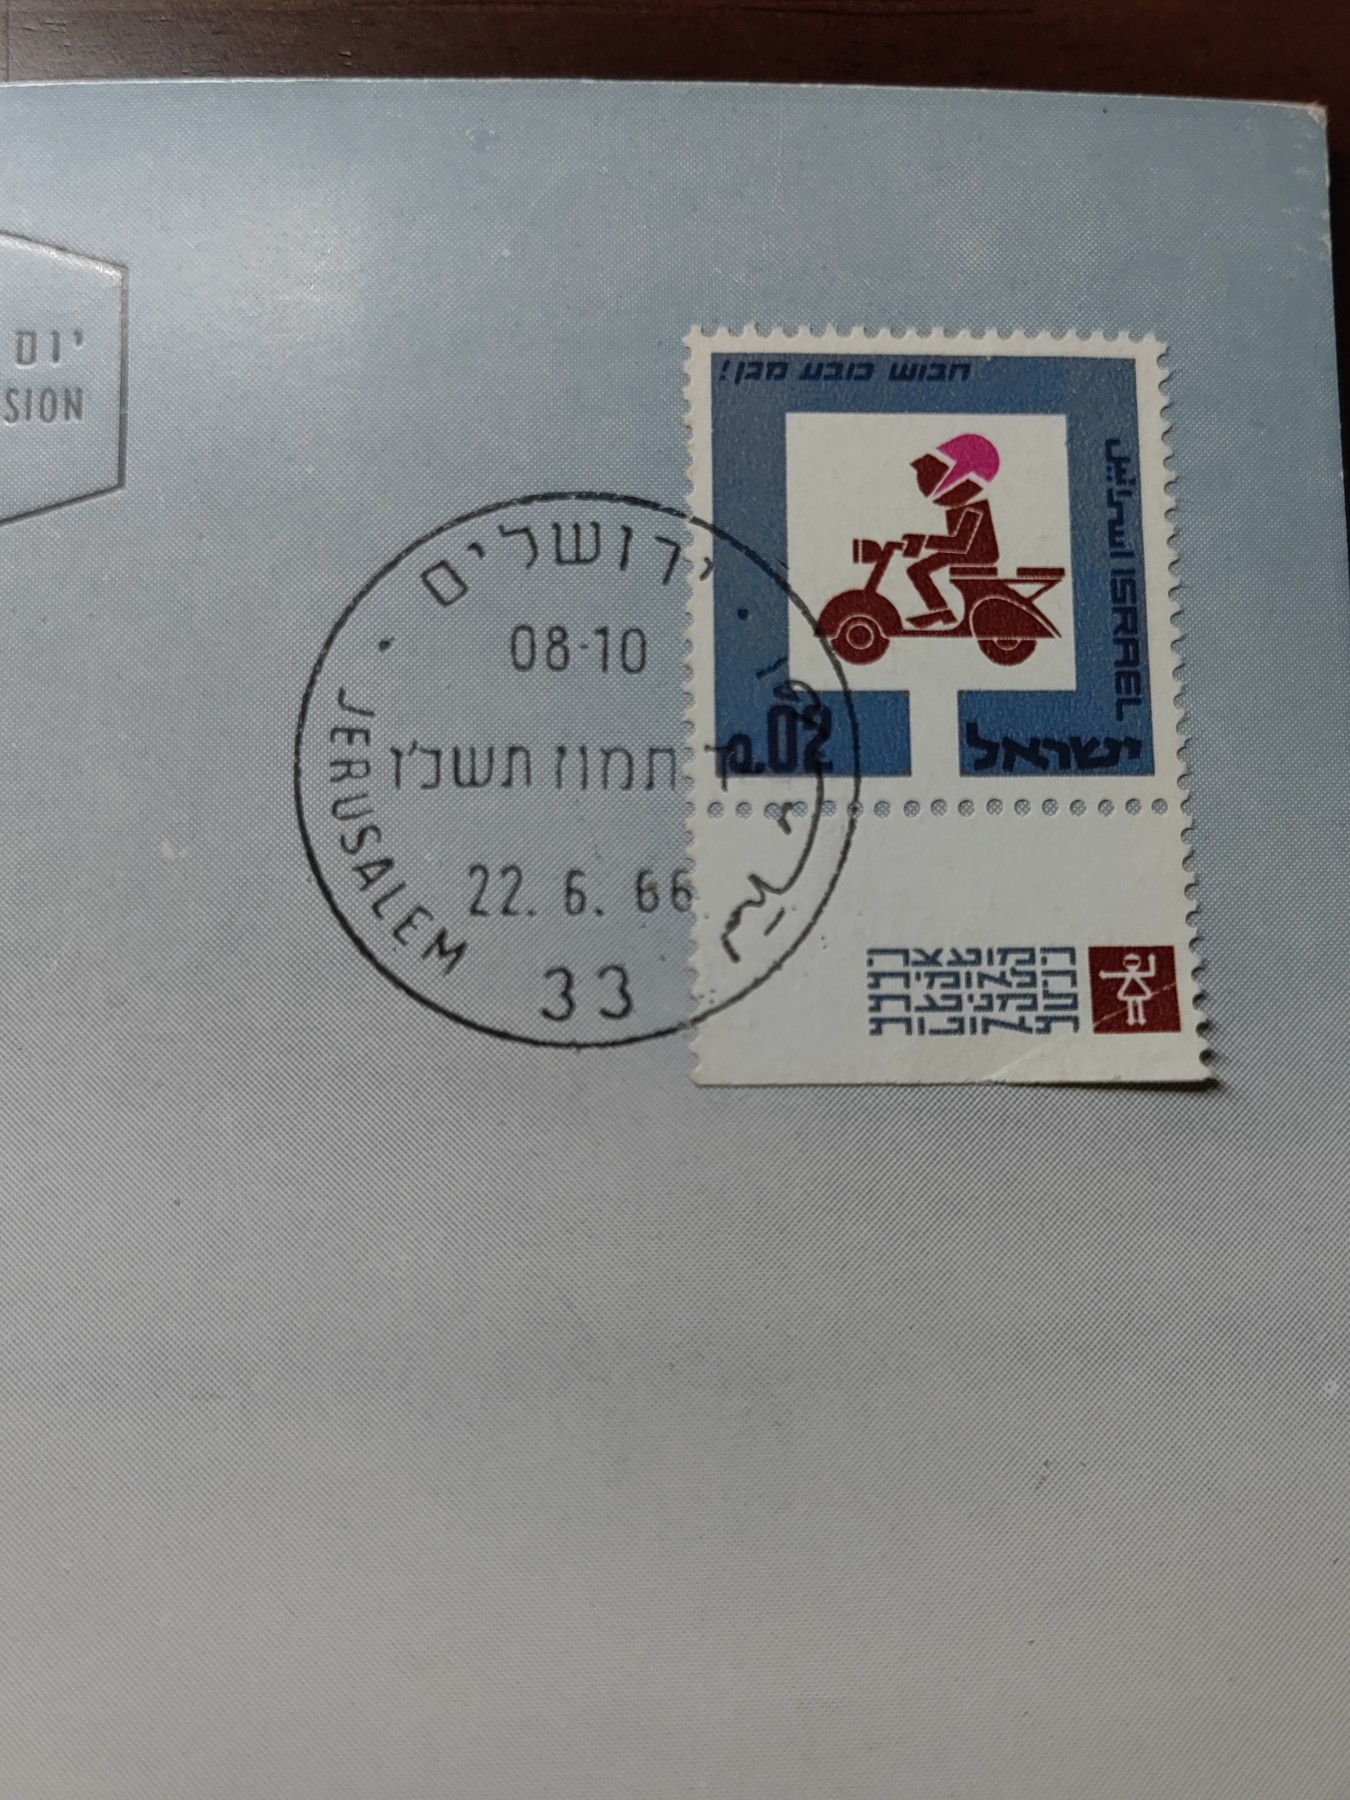 יום
SION
חבוש כובע מגן!
إسرائيل ISRAEL
0.02
ישראל
ירושלים
08-10
ד תמוז תשכ"ו
JERUSALEM
22. 6. 66
33
המועצה
הלאומית
למניעת
תאונות